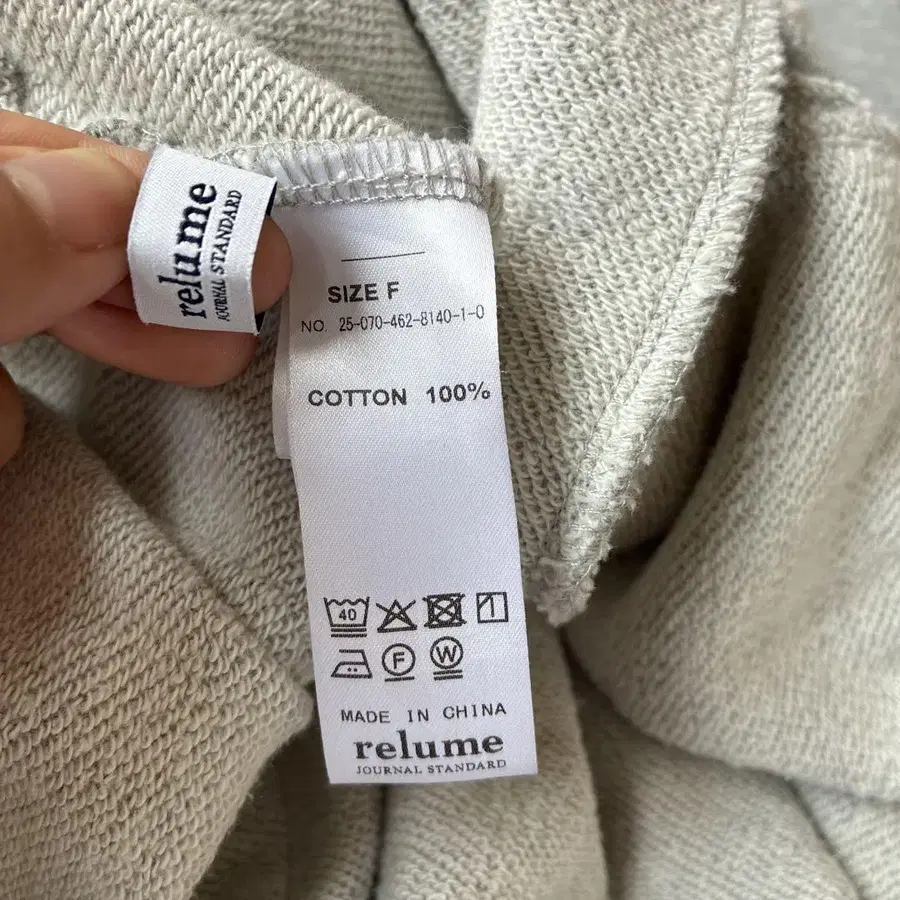 relume
JOURNAL STANDARD
SIZE F
NO. 25-070-462-8140-1-0
COTTON 100%
40
F
W
MADE IN CHINA
relume
JOURNAL STANDARD